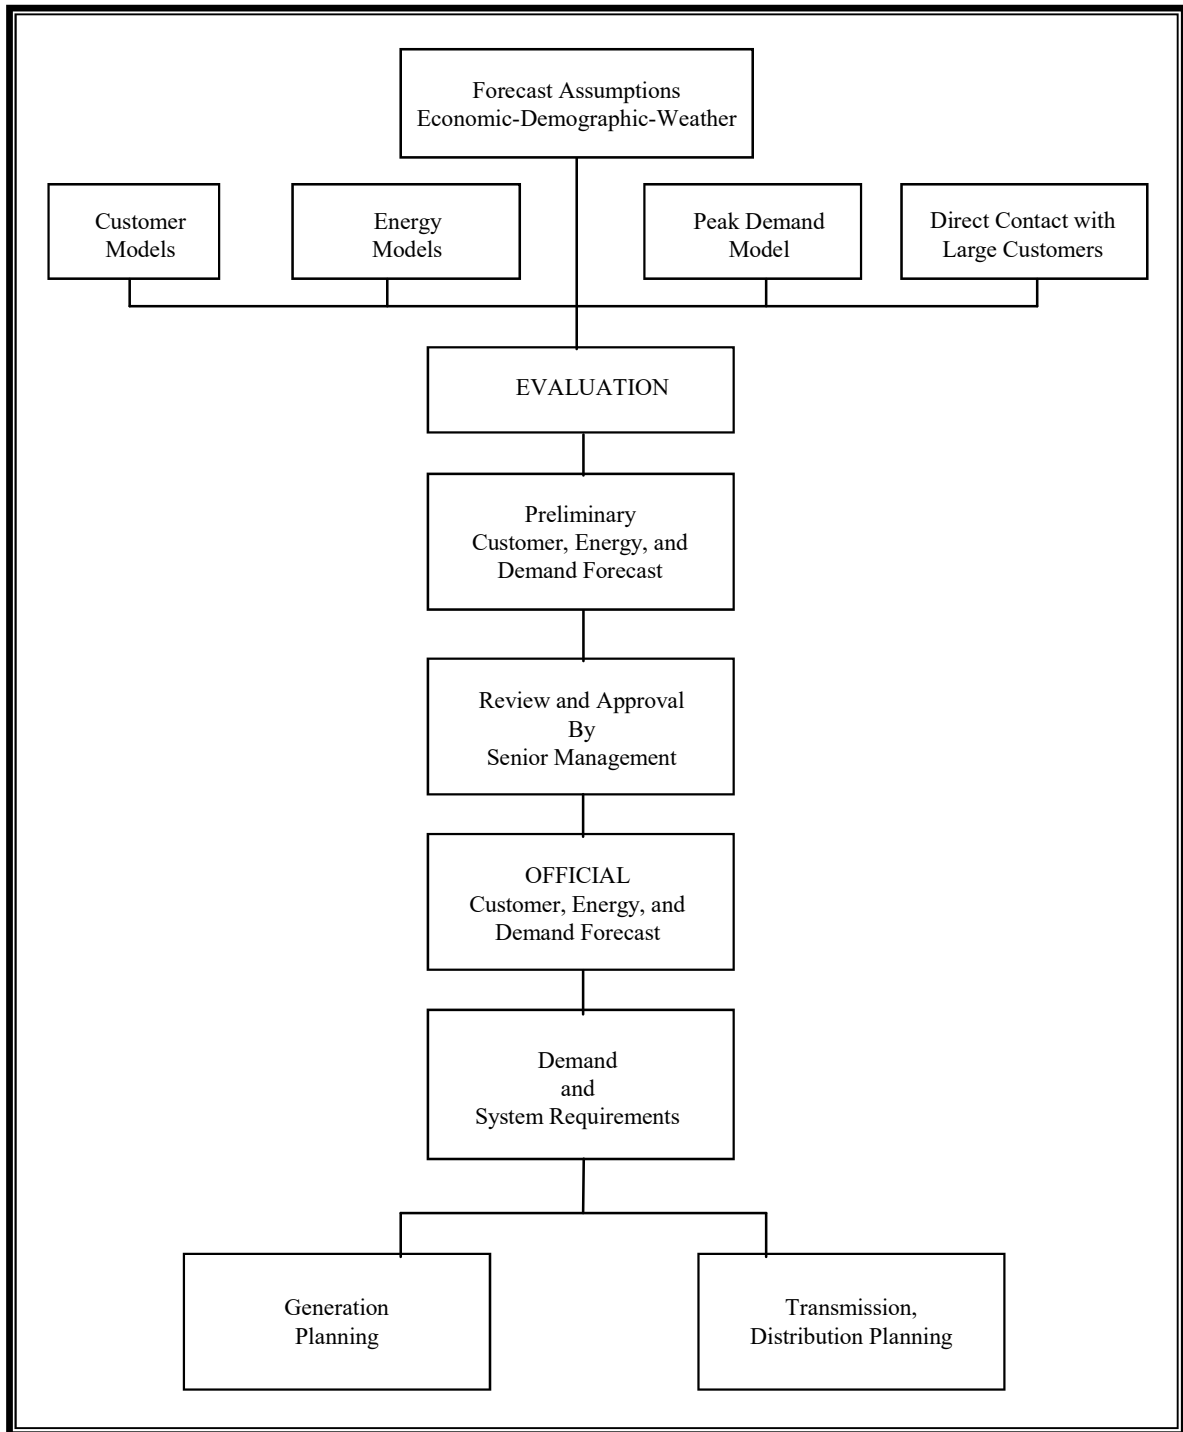 Forecast Assumptions
Economic-Demographic-Weather
Customer
Models
Energy
Models
Peak Demand
Model
Direct Contact with
Large Customers
EVALUATION
Preliminary
Customer, Energy, and
Demand Forecast
Review and Approval
By
Senior Management
OFFICIAL
Customer, Energy, and
Demand Forecast
Demand
and
System Requirements
Generation
Planning
Transmission,
Distribution Planning